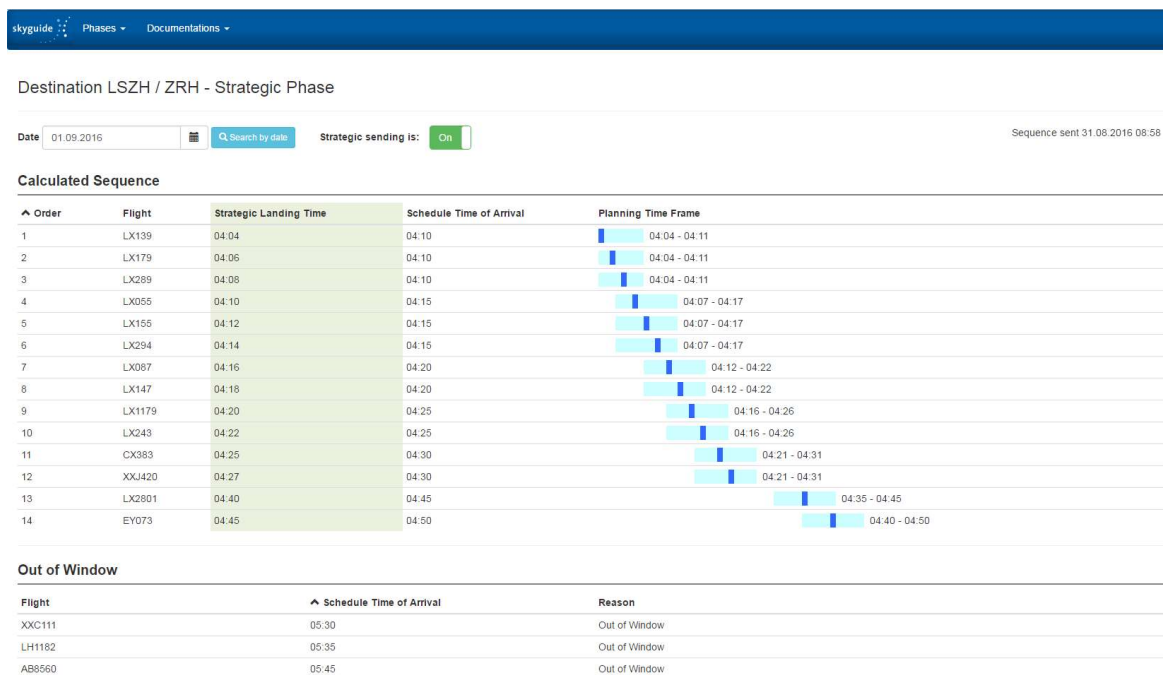 skyguide Phases Documentations
Destination LSZH / ZRH - Strategic Phase
Date 01.09.2016 Search by date Strategic sending is: On Sequence sent 31.08.2016 08:58
Calculated Sequence
Order Flight Strategic Landing Time Schedule Time of Arrival Planning Time Frame
1 LX139 04:04 04:10 04:04 - 04:11
2 LX179 04:06 04:10 04:04 - 04:11
3 LX289 04:08 04:10 04:04 - 04:11
4 LX055 04:10 04:15 04:07 - 04:17
5 LX155 04:12 04:15 04:07 - 04:17
6 LX294 04:14 04:15 04:07 - 04:17
7 LX087 04:16 04:20 04:12 - 04:22
8 LX147 04:18 04:20 04:12 - 04:22
9 LX1179 04:20 04:25 04:16 - 04:26
10 LX243 04:22 04:25 04:16 - 04:26
11 CX383 04:25 04:30 04:21 - 04:31
12 XXJ420 04:27 04:30 04:21 - 04:31
13 LX2801 04:40 04:45 04:35 - 04:45
14 EY073 04:45 04:50 04:40 - 04:50
Out of Window
Flight Schedule Time of Arrival Reason
XXC111 05:30 Out of Window
LH1182 05:35 Out of Window
AB8560 05:45 Out of Window